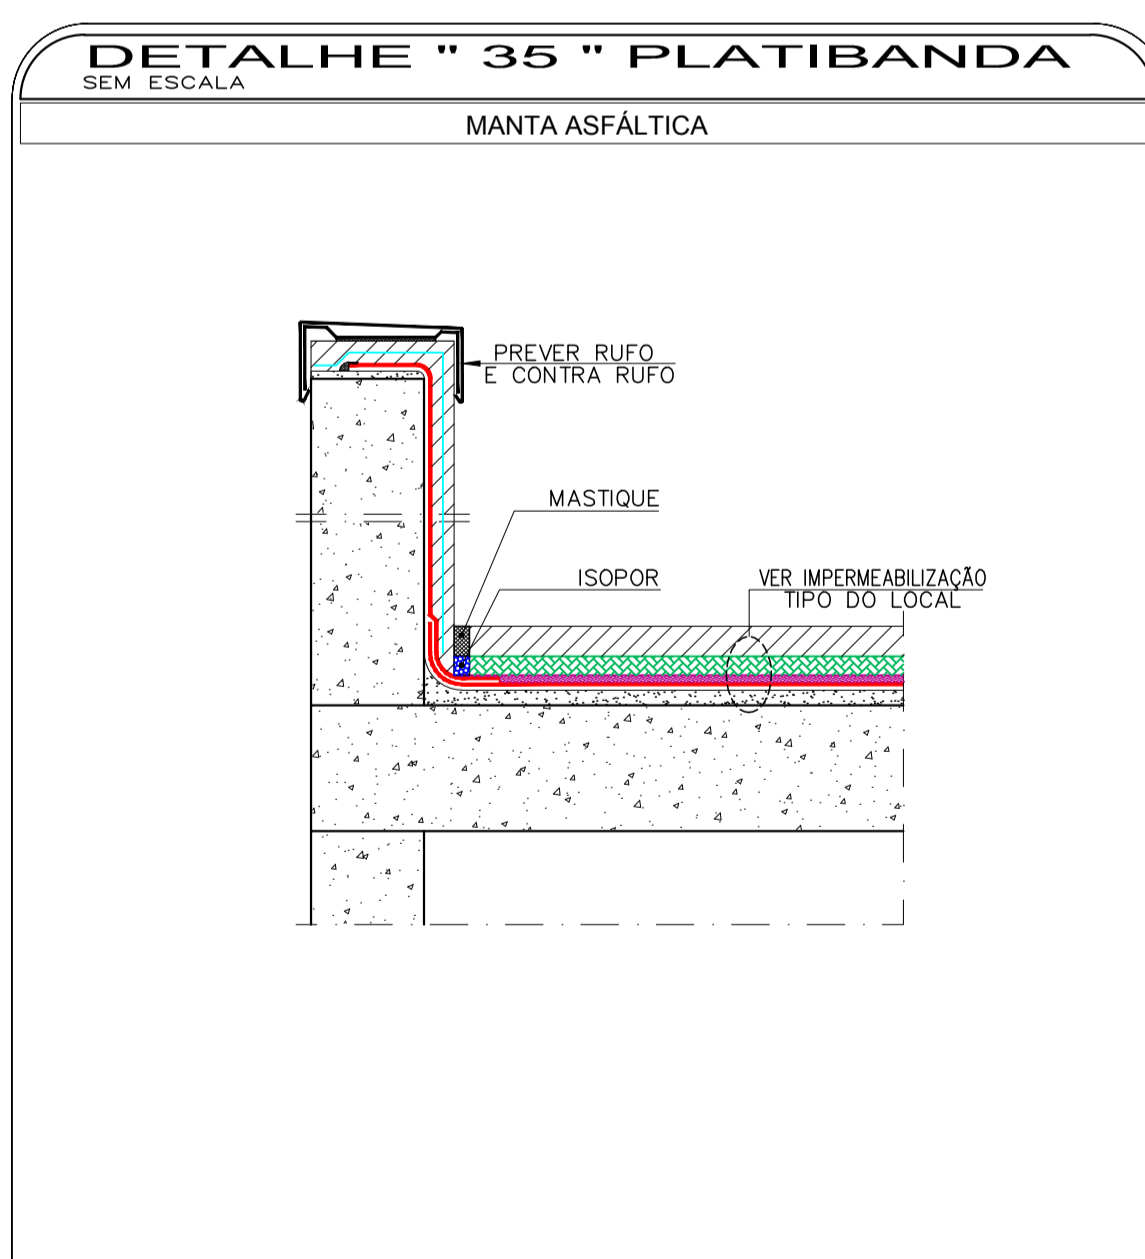 DETALHE " 35 " PLATIBANDA
SEM ESCALA
MANTA ASFÁLTICA
PREVER RUFO
E CONTRA RUFO
MASTIQUE
ISOPOR
VER IMPERMEABILIZAÇÃO
TIPO DO LOCAL